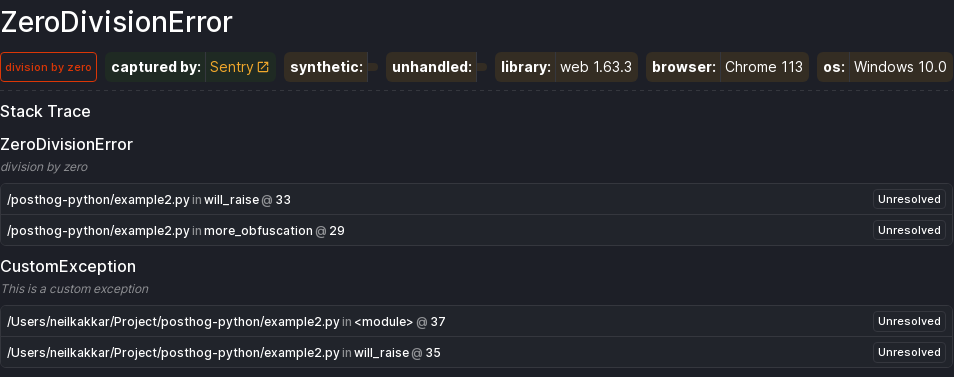 ZeroDivisionError
division by zero captured by: Sentry synthetic: unhandled: library: web 1.63.3 browser: Chrome 113 os: Windows 10.0
Stack Trace
ZeroDivisionError
division by zero
/posthog-python/example2.py in will_raise @ 33 Unresolved
/posthog-python/example2.py in more_obfuscation @ 29 Unresolved
CustomException
This is a custom exception
/Users/neilkakkar/Project/posthog-python/example2.py in <module> @ 37 Unresolved
/Users/neilkakkar/Project/posthog-python/example2.py in will_raise @ 35 Unresolved